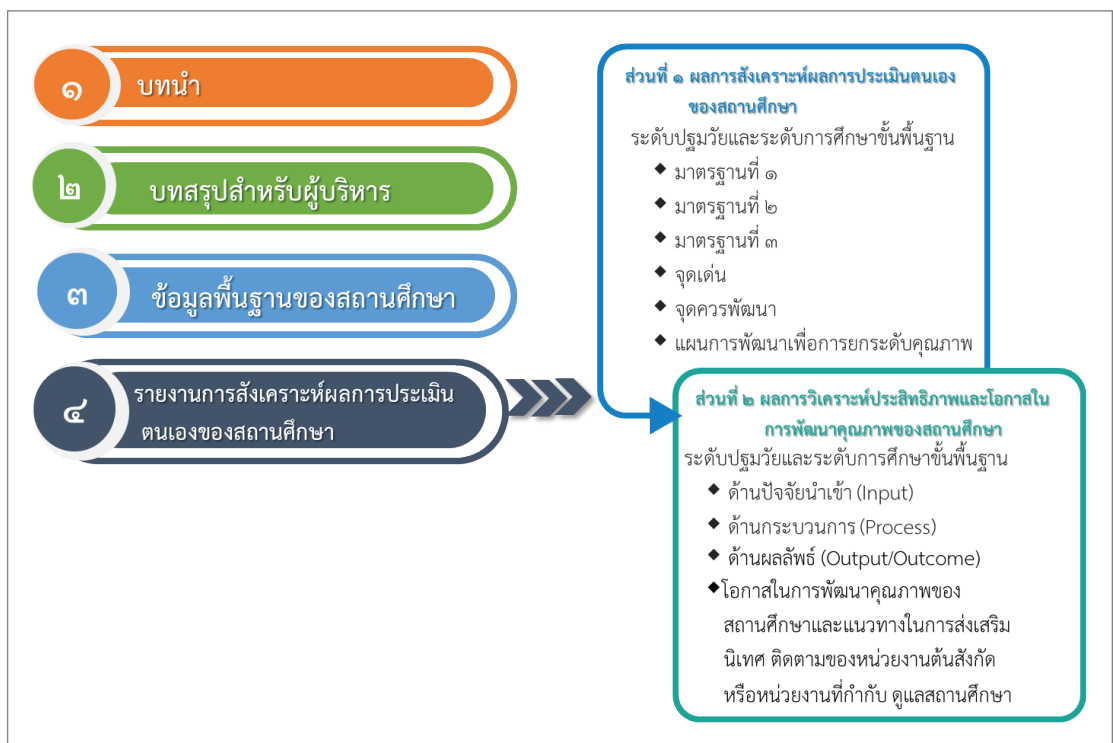 ๑
บทนำ
๒
บทสรุปสำหรับผู้บริหาร
๓
ข้อมูลพื้นฐานของสถานศึกษา
๔
รายงานการสังเคราะห์ผลการประเมิน
ตนเองของสถานศึกษา
ส่วนที่ ๑ ผลการสังเคราะห์ผลการประเมินตนเอง
ของสถานศึกษา
ระดับปฐมวัยและระดับการศึกษาขั้นพื้นฐาน
◆ มาตรฐานที่ ๑
◆ มาตรฐานที่ ๒
◆ มาตรฐานที่ ๓
◆ จุดเด่น
◆ จุดควรพัฒนา
◆ แผนการพัฒนาเพื่อการยกระดับคุณภาพ
ส่วนที่ ๒ ผลการวิเคราะห์ประสิทธิภาพและโอกาสใน
การพัฒนาคุณภาพของสถานศึกษา
ระดับปฐมวัยและระดับการศึกษาขั้นพื้นฐาน
◆ ด้านปัจจัยนำเข้า (Input)
◆ ด้านกระบวนการ (Process)
◆ ด้านผลลัพธ์ (Output/Outcome)
◆โอกาสในการพัฒนาคุณภาพของ
สถานศึกษาและแนวทางในการส่งเสริม
นิเทศ ติดตามของหน่วยงานต้นสังกัด
หรือหน่วยงานที่กำกับ ดูแลสถานศึกษา